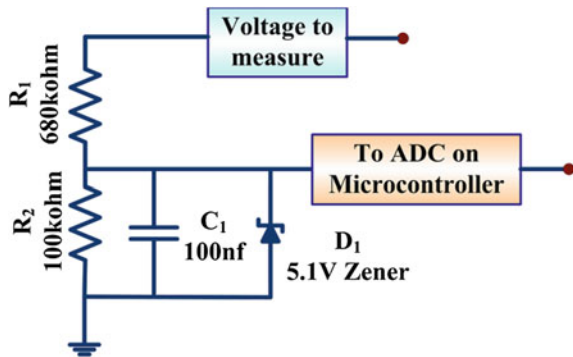 Voltage to
measure
R₁
680kohm
To ADC on
Microcontroller
R₂
100kohm
C₁
100nf
D₁
5.1V Zener